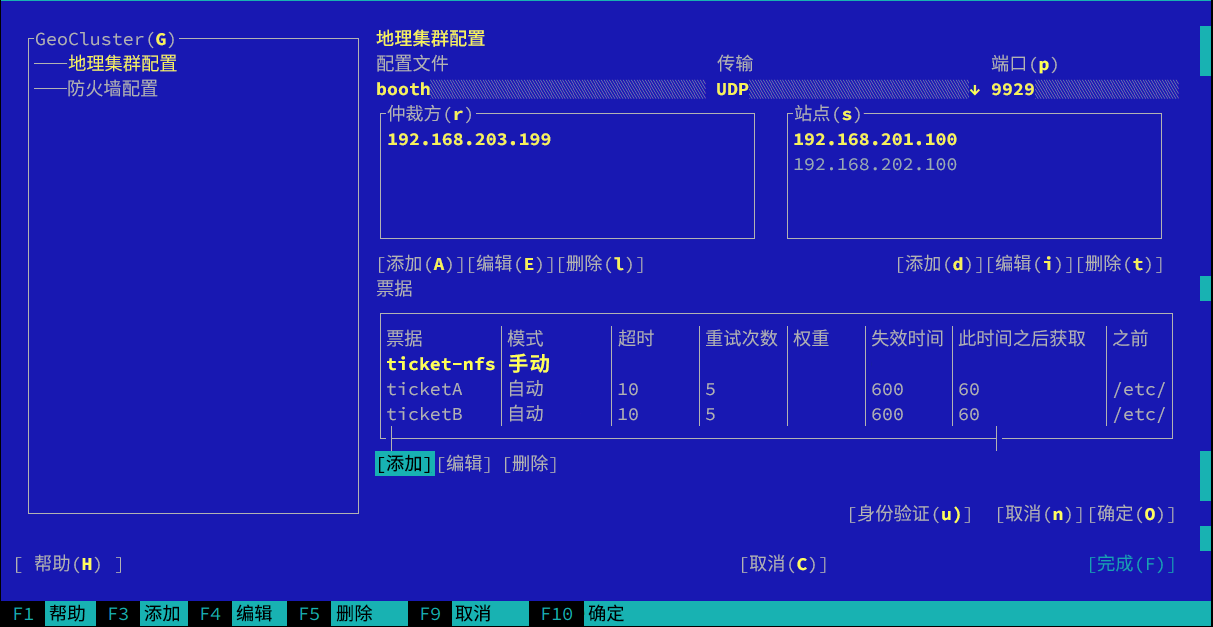 GeoCluster(G)
地理集群配置
防火墙配置
地理集群配置
配置文件 传输 端口(p)
booth UDP ↓ 9929
仲裁方(r) 站点(s)
192.168.203.199 192.168.201.100
192.168.202.100
[添加(A)][编辑(E)][删除(l)] [添加(d)][编辑(i)][删除(t)]
票据
票据 模式 超时 重试次数 权重 失效时间 此时间之后获取 之前
ticket-nfs 手动
ticketA 自动 10 5 600 60 /etc/
ticketB 自动 10 5 600 60 /etc/
[添加][编辑] [删除]
[身份验证(u)] [取消(n)][确定(O)]
[ 帮助(H) ] [取消(C)] [完成(F)]
F1 帮助 F3 添加 F4 编辑 F5 删除 F9 取消 F10 确定